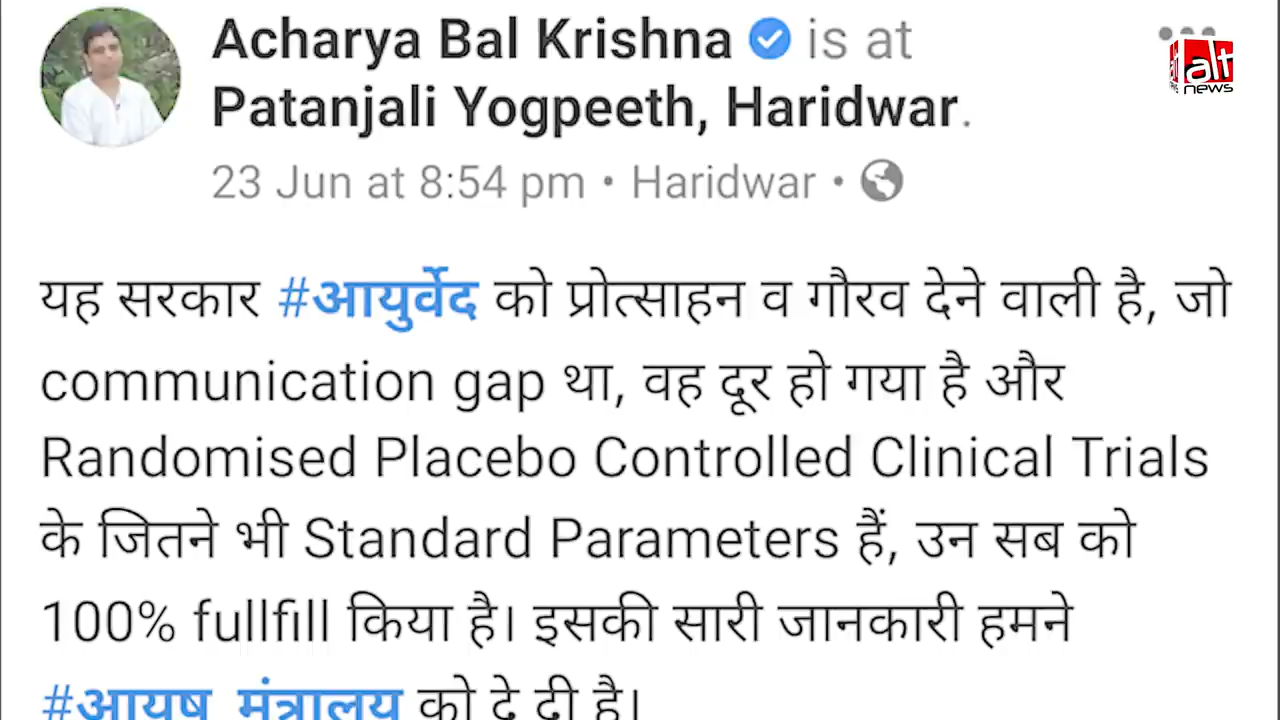 Acharya Bal Krishna is at
Patanjali Yogpeeth, Haridwar.
23 Jun at 8:54 pm • Haridwar •
alt
news
यह सरकार #आयुर्वेद को प्रोत्साहन व गौरव देने वाली है, जो
communication gap था, वह दूर हो गया है और
Randomised Placebo Controlled Clinical Trials
के जितने भी Standard Parameters हैं, उन सब को
100% fullfill किया है। इसकी सारी जानकारी हमने
#आयुष_मंत्रालय को दे दी है।